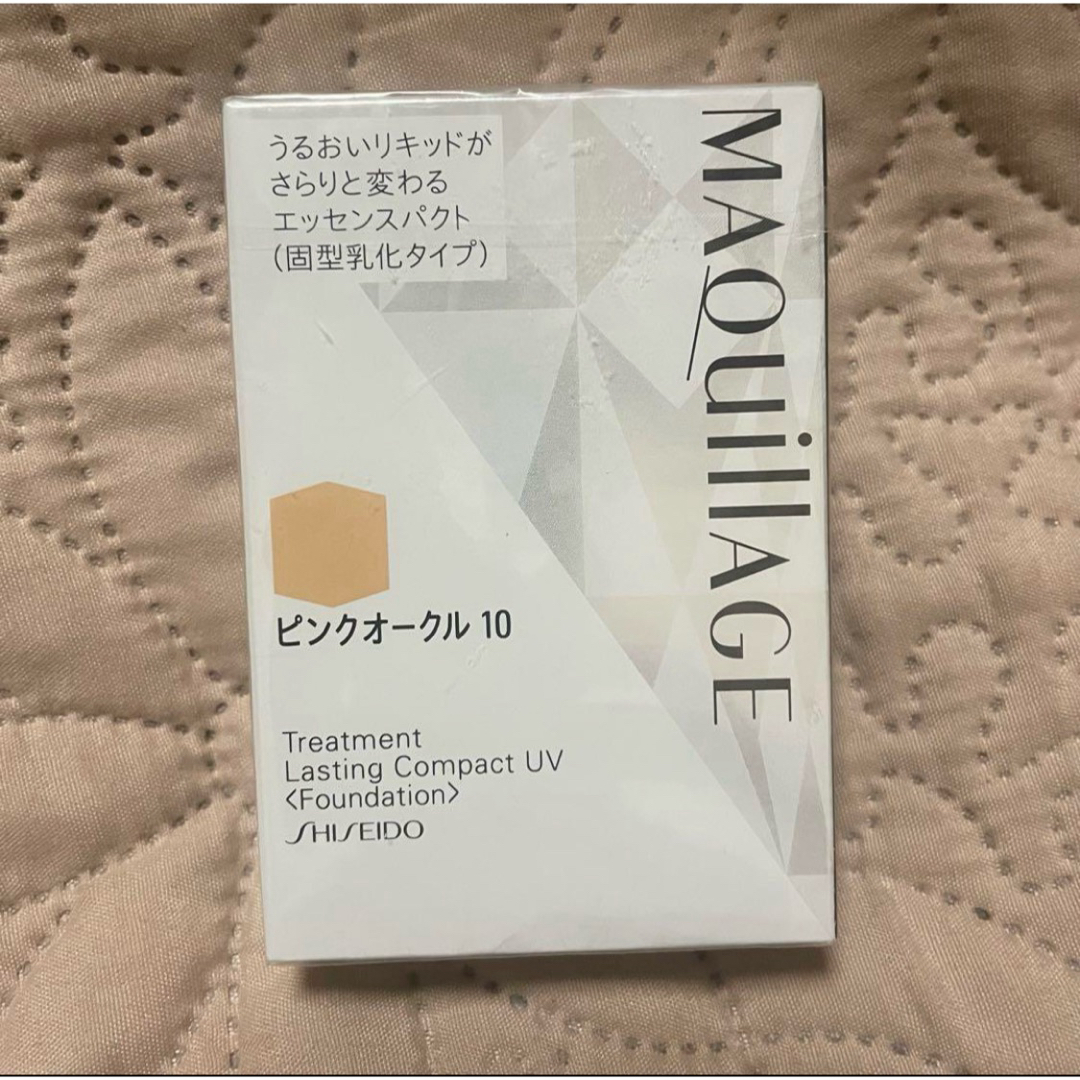 うるおいリキッドが
さらりと変わる
エッセンスパクト
(固型乳化タイプ)
MAQuillAGE
ピンクオークル 10
Treatment
Lasting Compact UV
<Foundation>
SHISEIDO